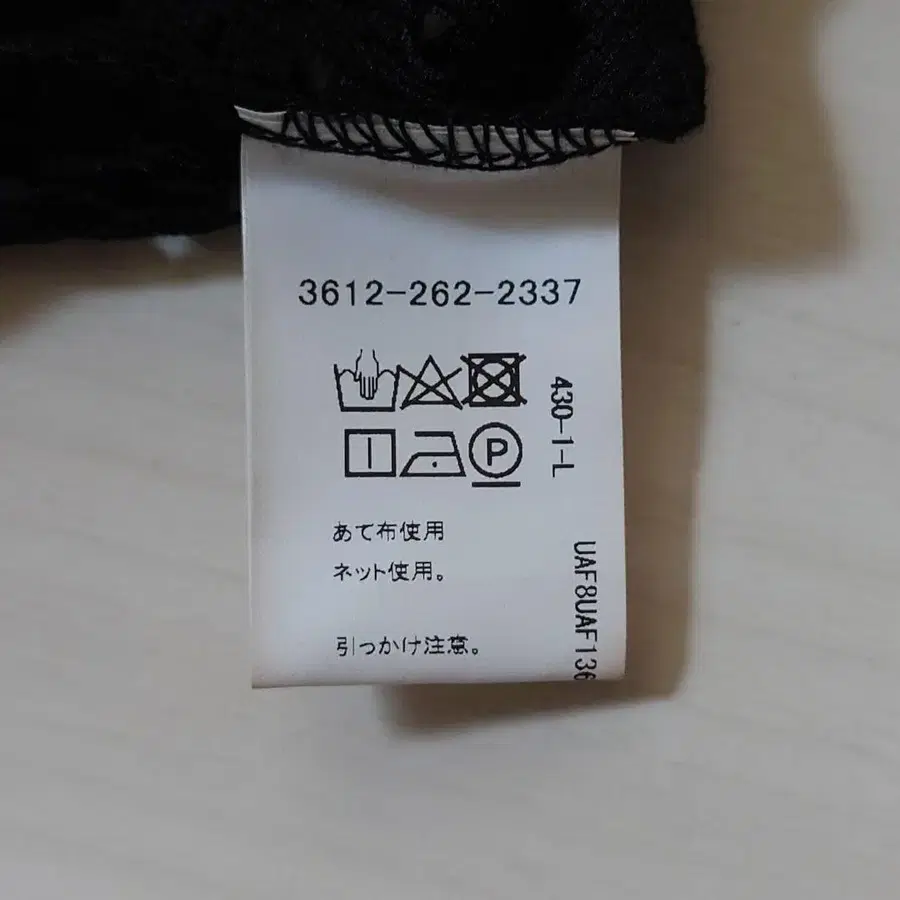 3612-262-2337
P
430-1-L
あて布使用
ネット使用。
UAF8UAF136
引っかけ注意。